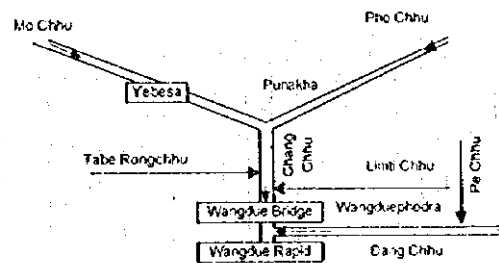 Mo Chhu
Pho Chhu
Punakha
Yebesa
Chang Chhu
Tabe Rongchhu
Limti Chhu
Pe Chhu
Wangdue Bridge
Wangduephodra
Wangdue Rapid
Dang Chhu